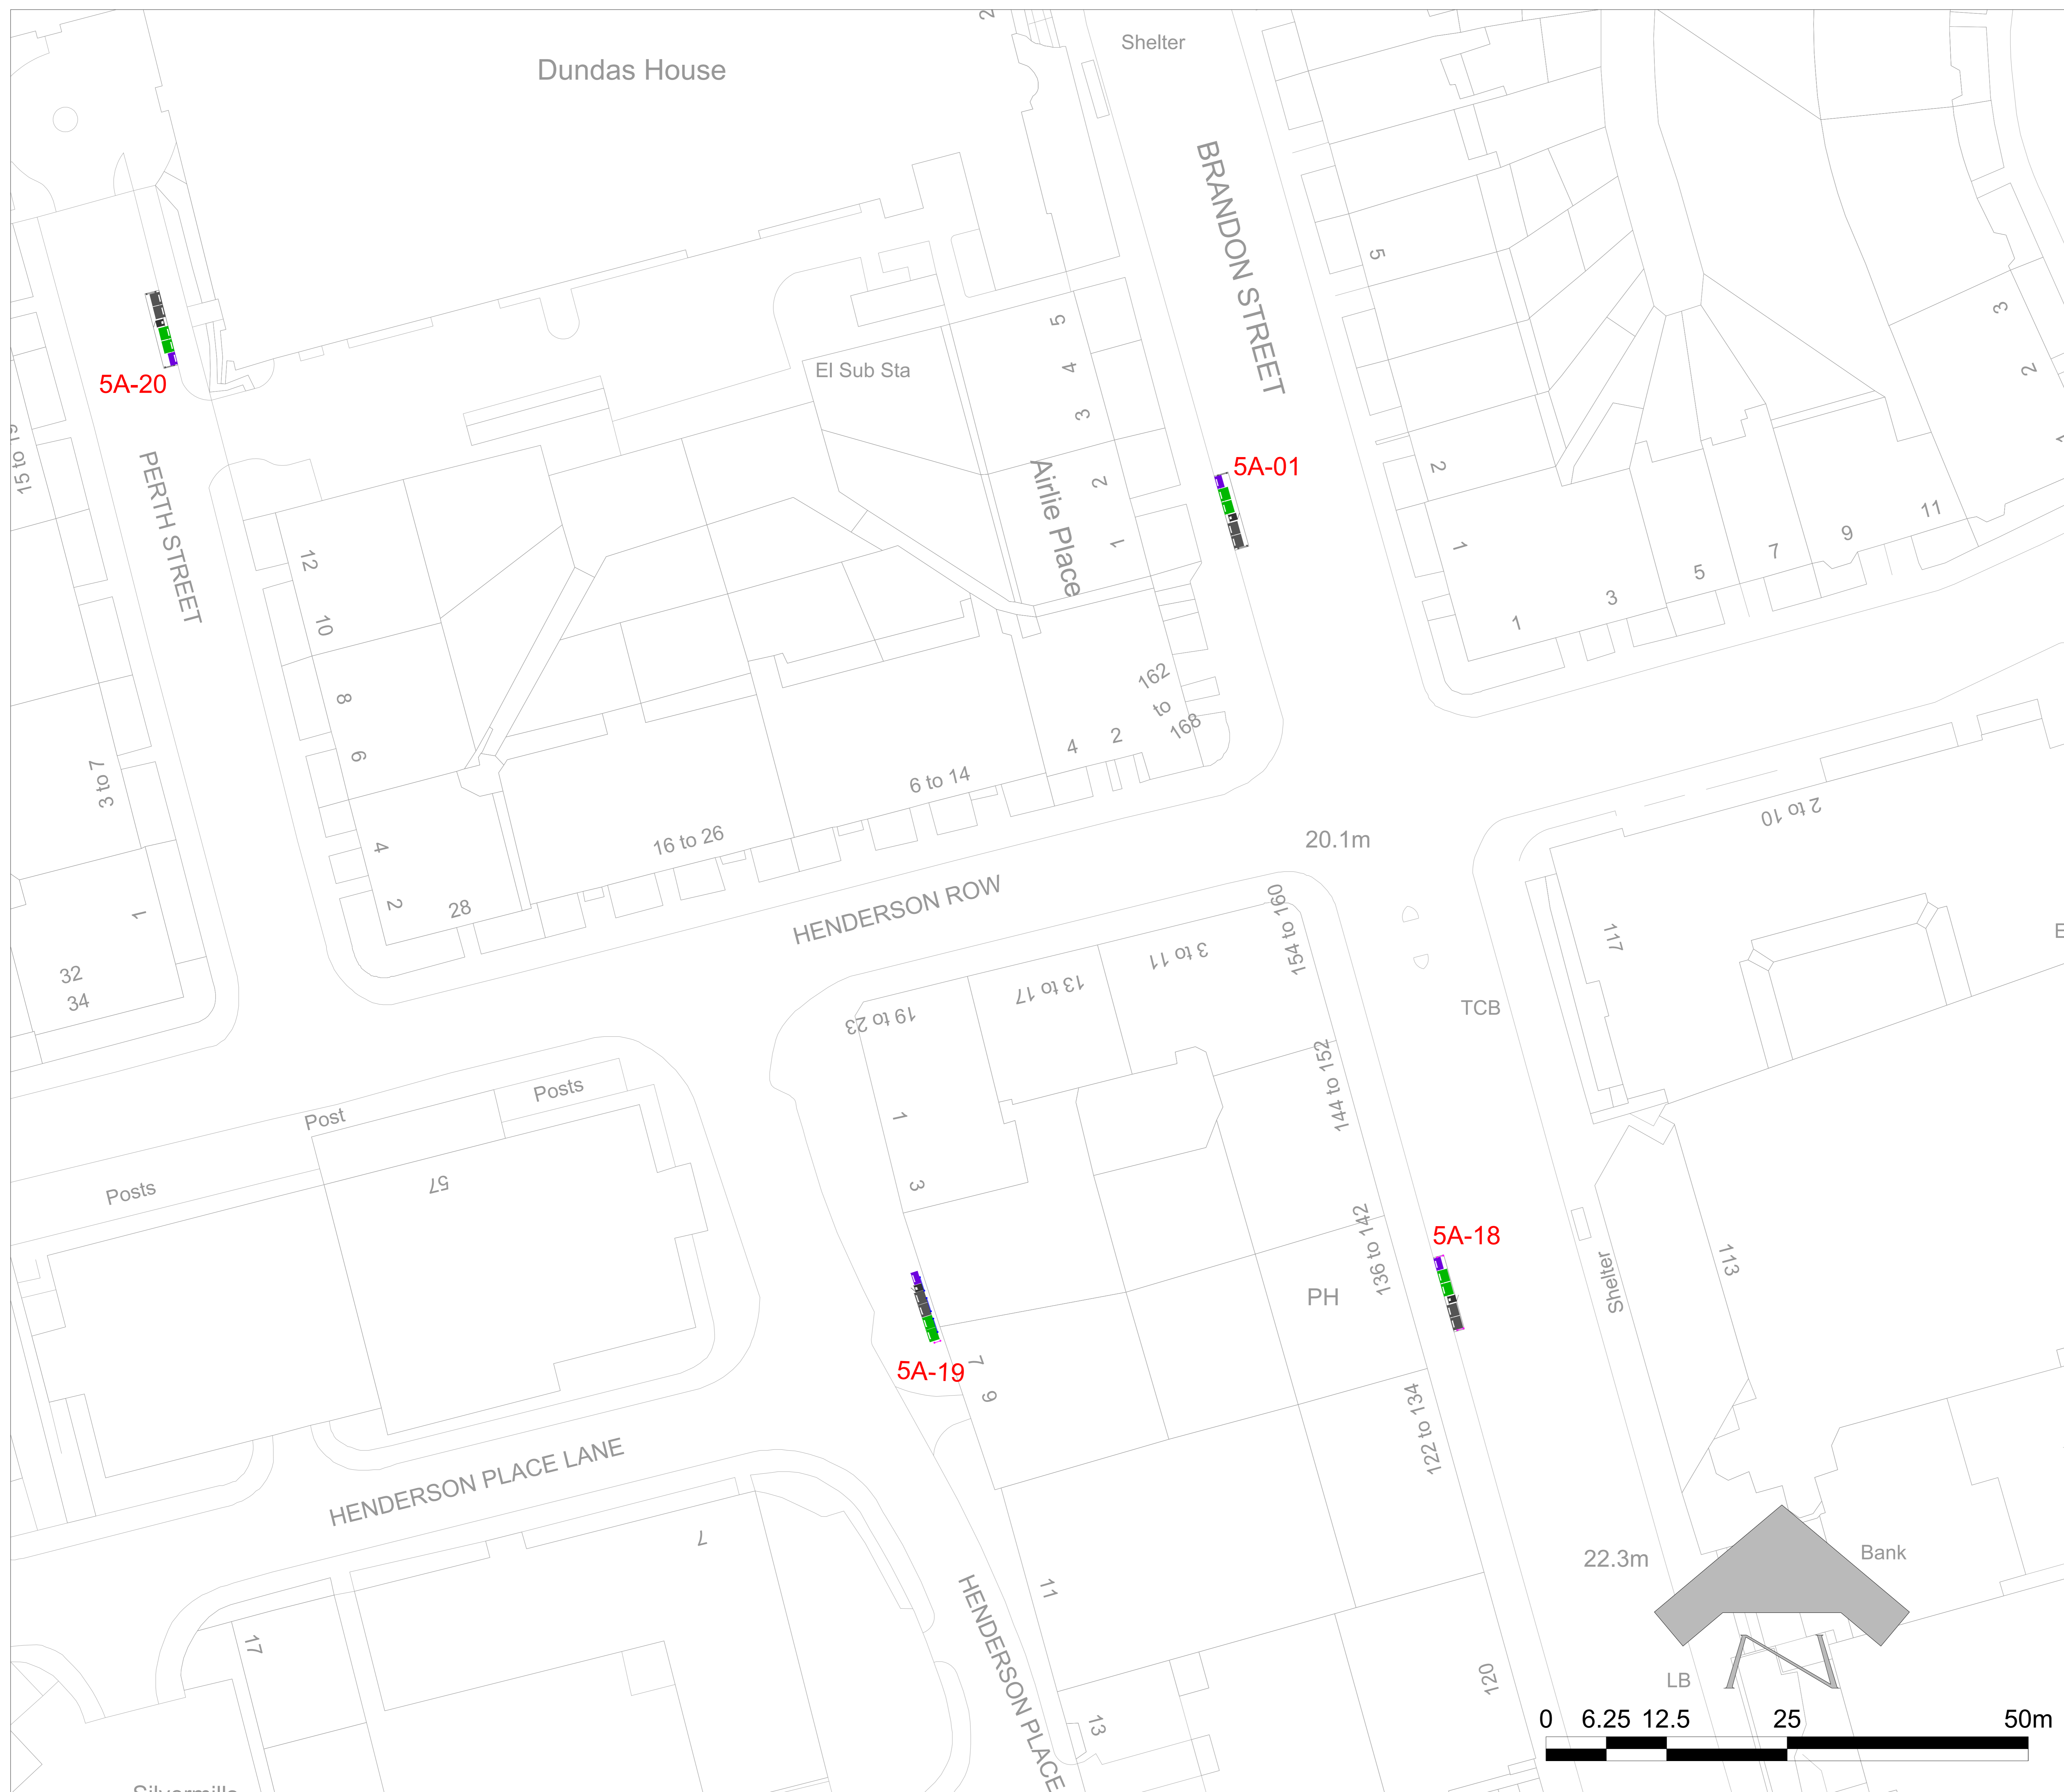 2
Shelter
Dundas House
BRANDON STREET
5
3
2
5A-20
5
El Sub Sta
4
3
2
1
Airlie Place
5A-01
2
1
15 to 19
PERTH STREET
12
10
8
6
4
2
28
11
9
7
5
3
1
162
to
168
4
2
6 to 14
16 to 26
3 to 7
1
32
34
2 to 10
20.1m
HENDERSON ROW
154 to 160
117
3 to 11
13 to 17
19 to 23
TCB
144 to 152
Posts
Post
Posts
57
1
3
136 to 142
5A-18
113
Shelter
PH
5A-19
7
9
122 to 134
HENDERSON PLACE LANE
7
22.3m
Bank
11
HENDERSON PLACE
17
120
LB
N
13
0 6.25 12.5 25 50m
Silvermills